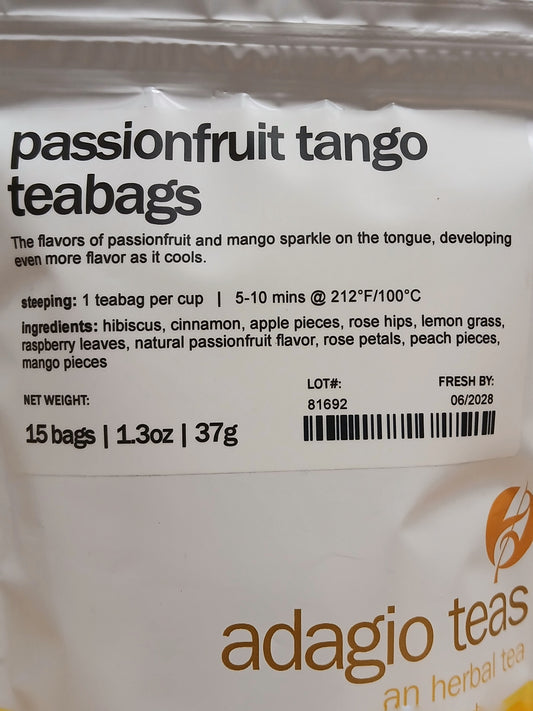 passionfruit tango
teabags
The flavors of passionfruit and mango sparkle on the tongue, developing
even more flavor as it cools.
steeping: 1 teabag per cup | 5-10 mins @ 212°F/100°C
ingredients: hibiscus, cinnamon, apple pieces, rose hips, lemon grass,
raspberry leaves, natural passionfruit flavor, rose petals, peach pieces,
mango pieces
NET WEIGHT:
15 bags | 1.3oz | 37g
LOT#:
81692
FRESH BY:
06/2028
adagio teas
an herbal tea